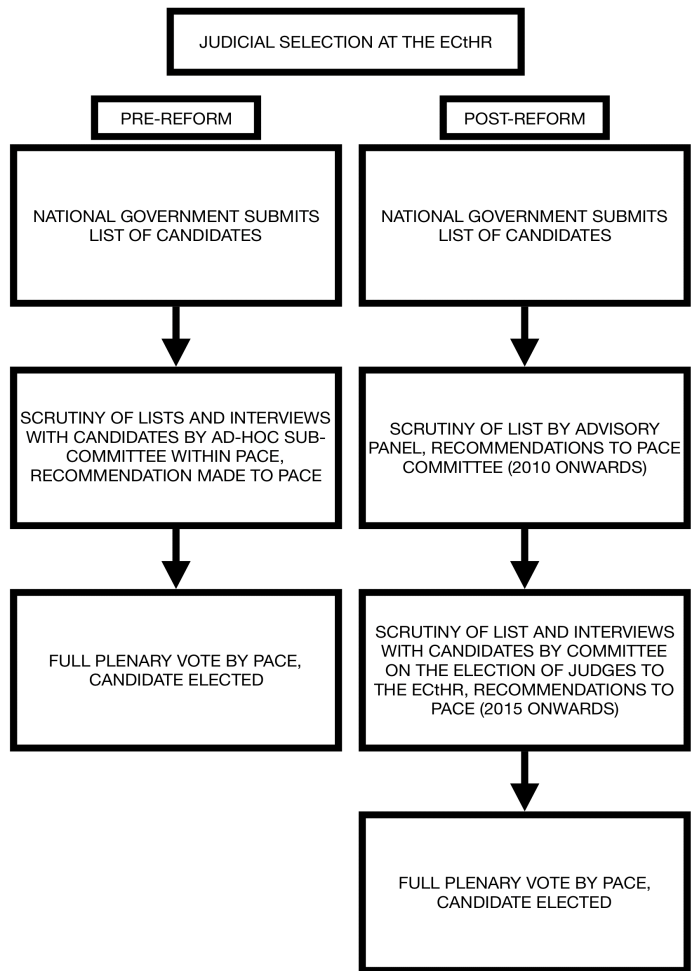 JUDICIAL SELECTION AT THE ECtHR
PRE-REFORM
NATIONAL GOVERNMENT SUBMITS
LIST OF CANDIDATES
SCRUTINY OF LISTS AND INTERVIEWS
WITH CANDIDATES BY AD-HOC SUB-
COMMITTEE WITHIN PACE,
RECOMMENDATION MADE TO PACE
FULL PLENARY VOTE BY PACE,
CANDIDATE ELECTED
POST-REFORM
NATIONAL GOVERNMENT SUBMITS
LIST OF CANDIDATES
SCRUTINY OF LIST BY ADVISORY
PANEL, RECOMMENDATIONS TO PACE
COMMITTEE (2010 ONWARDS)
SCRUTINY OF LIST AND INTERVIEWS
WITH CANDIDATES BY COMMITTEE
ON THE ELECTION OF JUDGES TO
THE ECtHR, RECOMMENDATIONS TO
PACE (2015 ONWARDS)
FULL PLENARY VOTE BY PACE,
CANDIDATE ELECTED